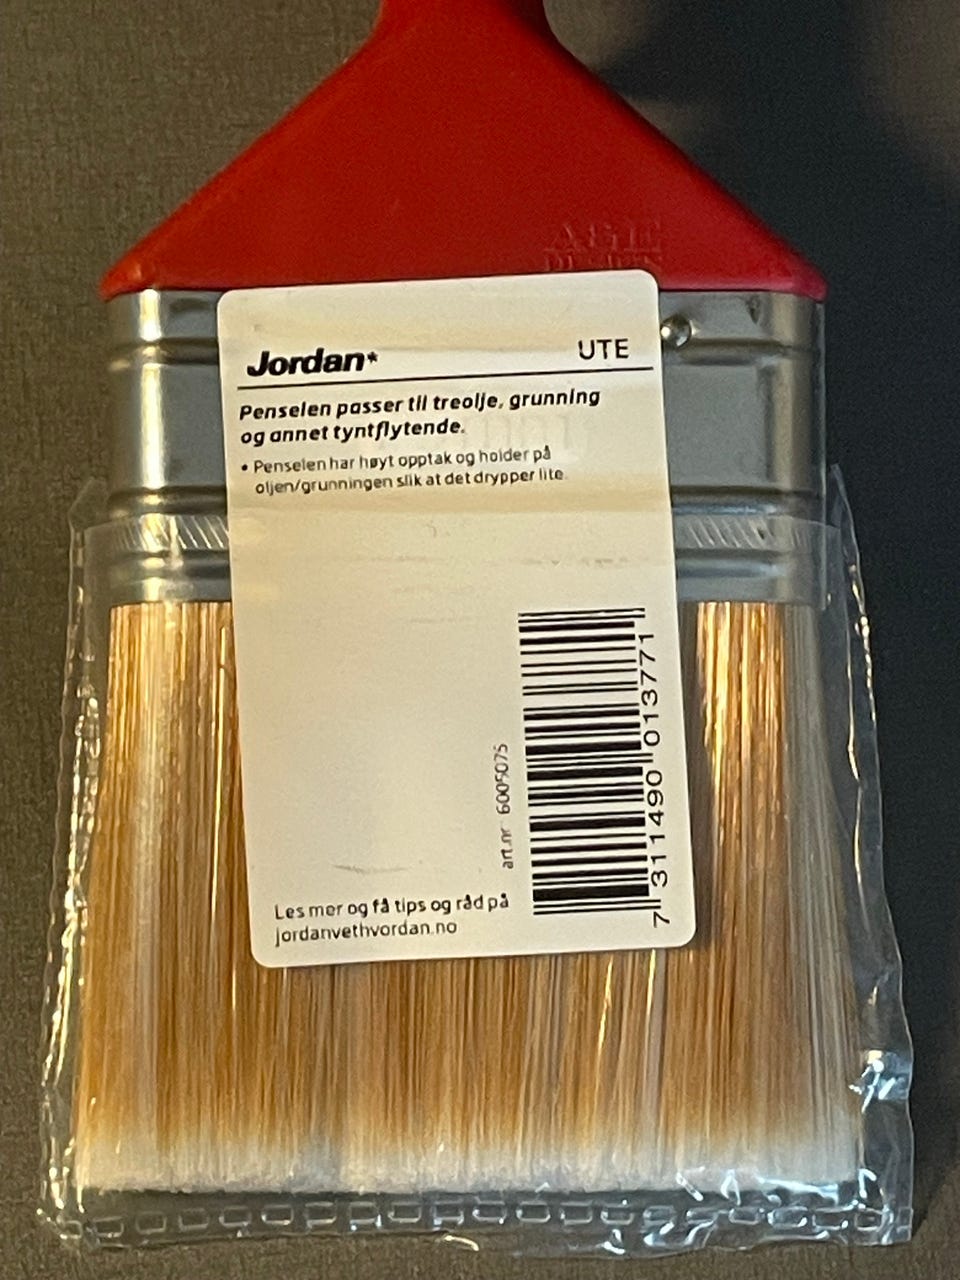 Jordan*
UTE
Penselen passer til treolje, grunning
og annet tyntflytende.
• Penselen har høyt opptak og holder på
oljen/grunningen slik at det drypper lite.
art.nr 6005075
7 311490 013771
Les mer og få tips og råd på
jordanvethvordan.no